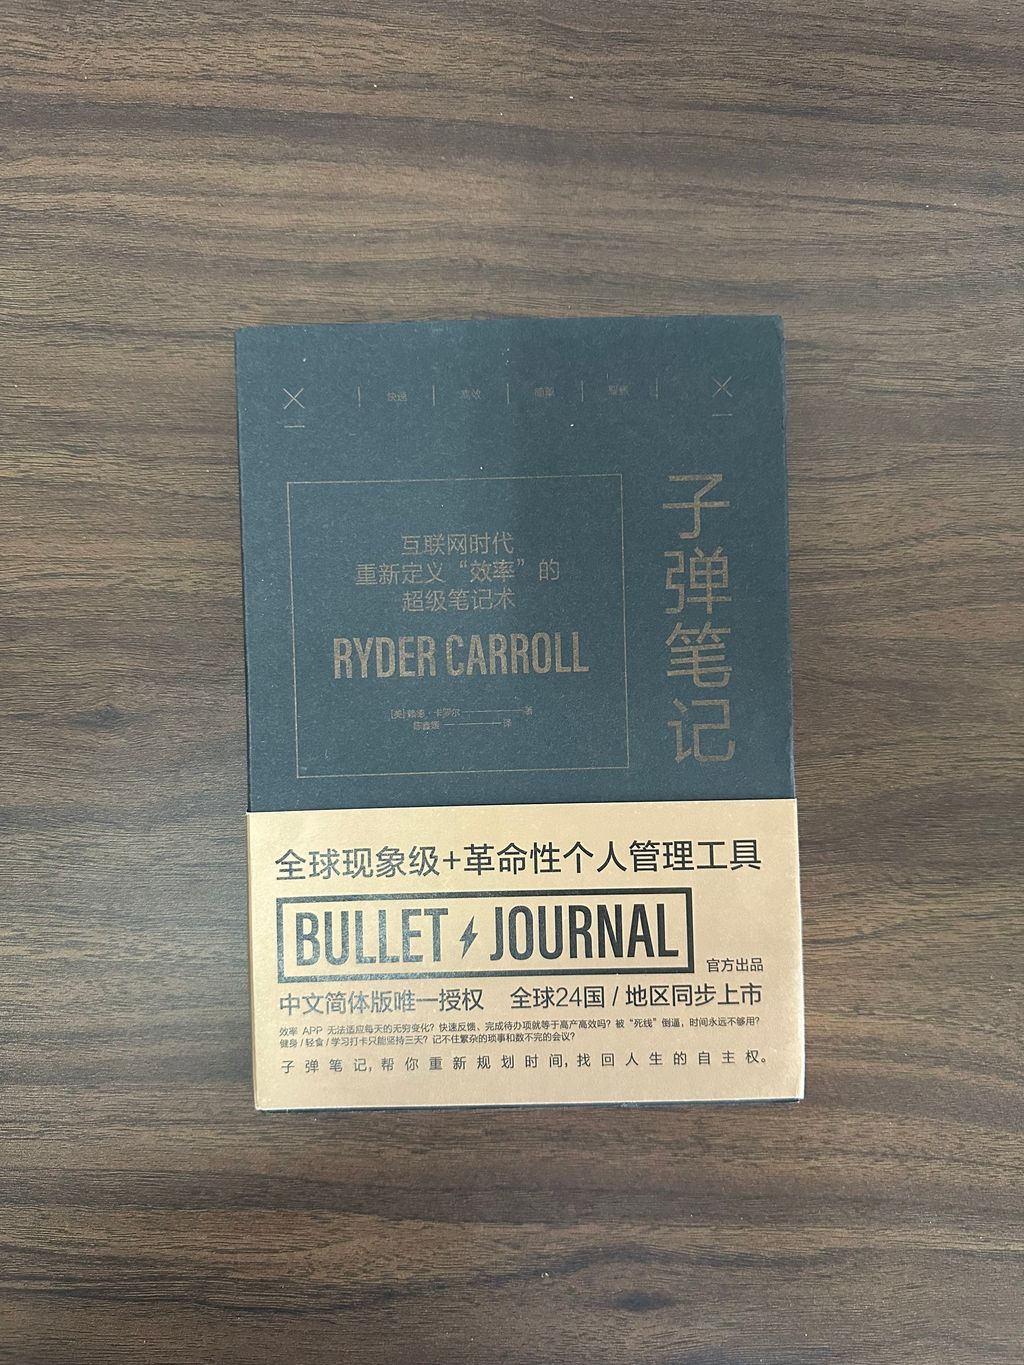 快速 高效 简单 聚焦
子弹笔记
互联网时代
重新定义“效率”的
超级笔记术
RYDER CARROLL
[美] 赖德·卡罗尔 著
陈鑫媛 译
全球现象级+革命性个人管理工具
BULLET JOURNAL
官方出品
中文简体版唯一授权 全球24国 / 地区同步上市
效率 APP 无法适应每天的无穷变化？快速反馈、完成待办项就等于高产高效吗？被“死线”倒逼，时间永远不够用？
健身 / 轻食 / 学习打卡只能坚持三天？记不住繁杂的琐事和数不完的会议？
子弹笔记，帮你重新规划时间，找回人生的自主权。